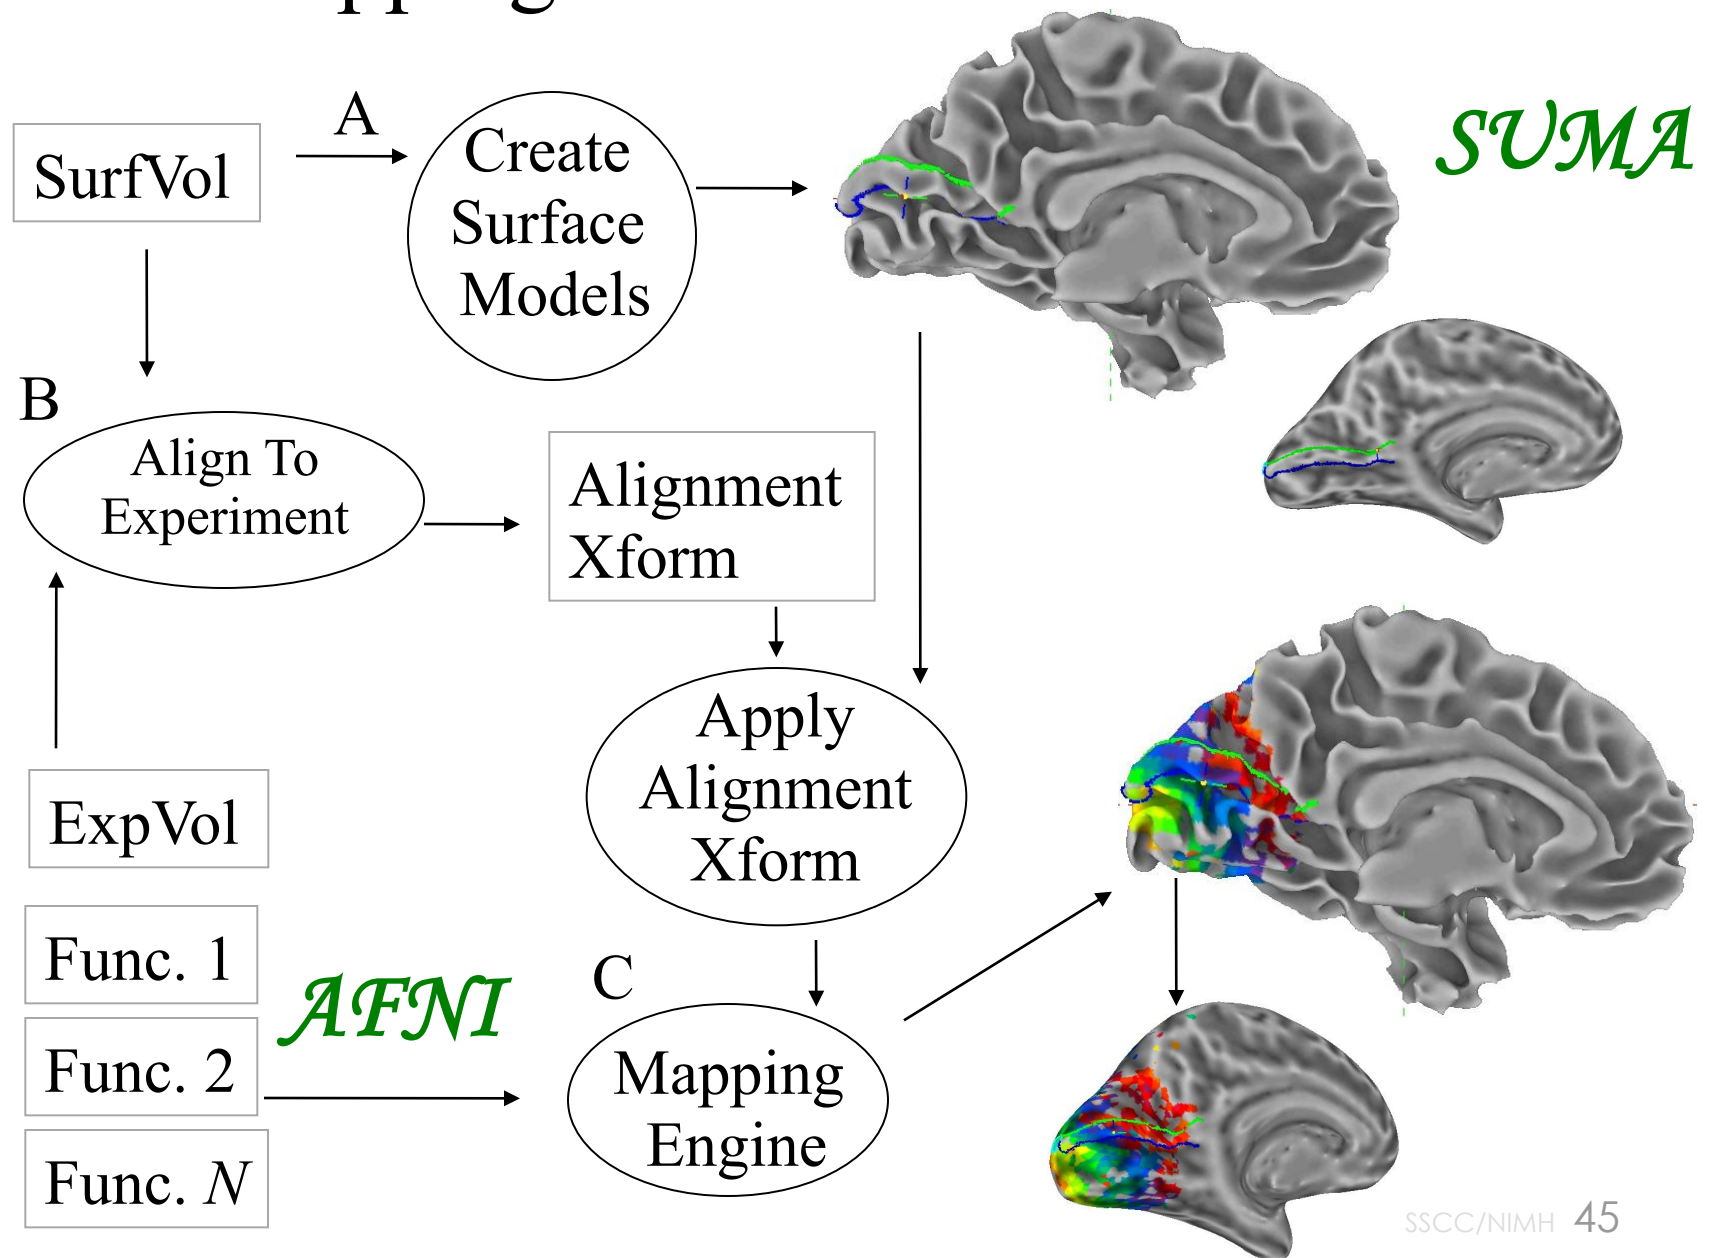 A
SurfVol
Create
Surface
Models
SUMA
B
Align To
Experiment
Alignment
Xform
Apply
Alignment
Xform
ExpVol
Func. 1
AFNI
C
Func. 2
Mapping
Engine
Func. N
SSCC/NIMH 45